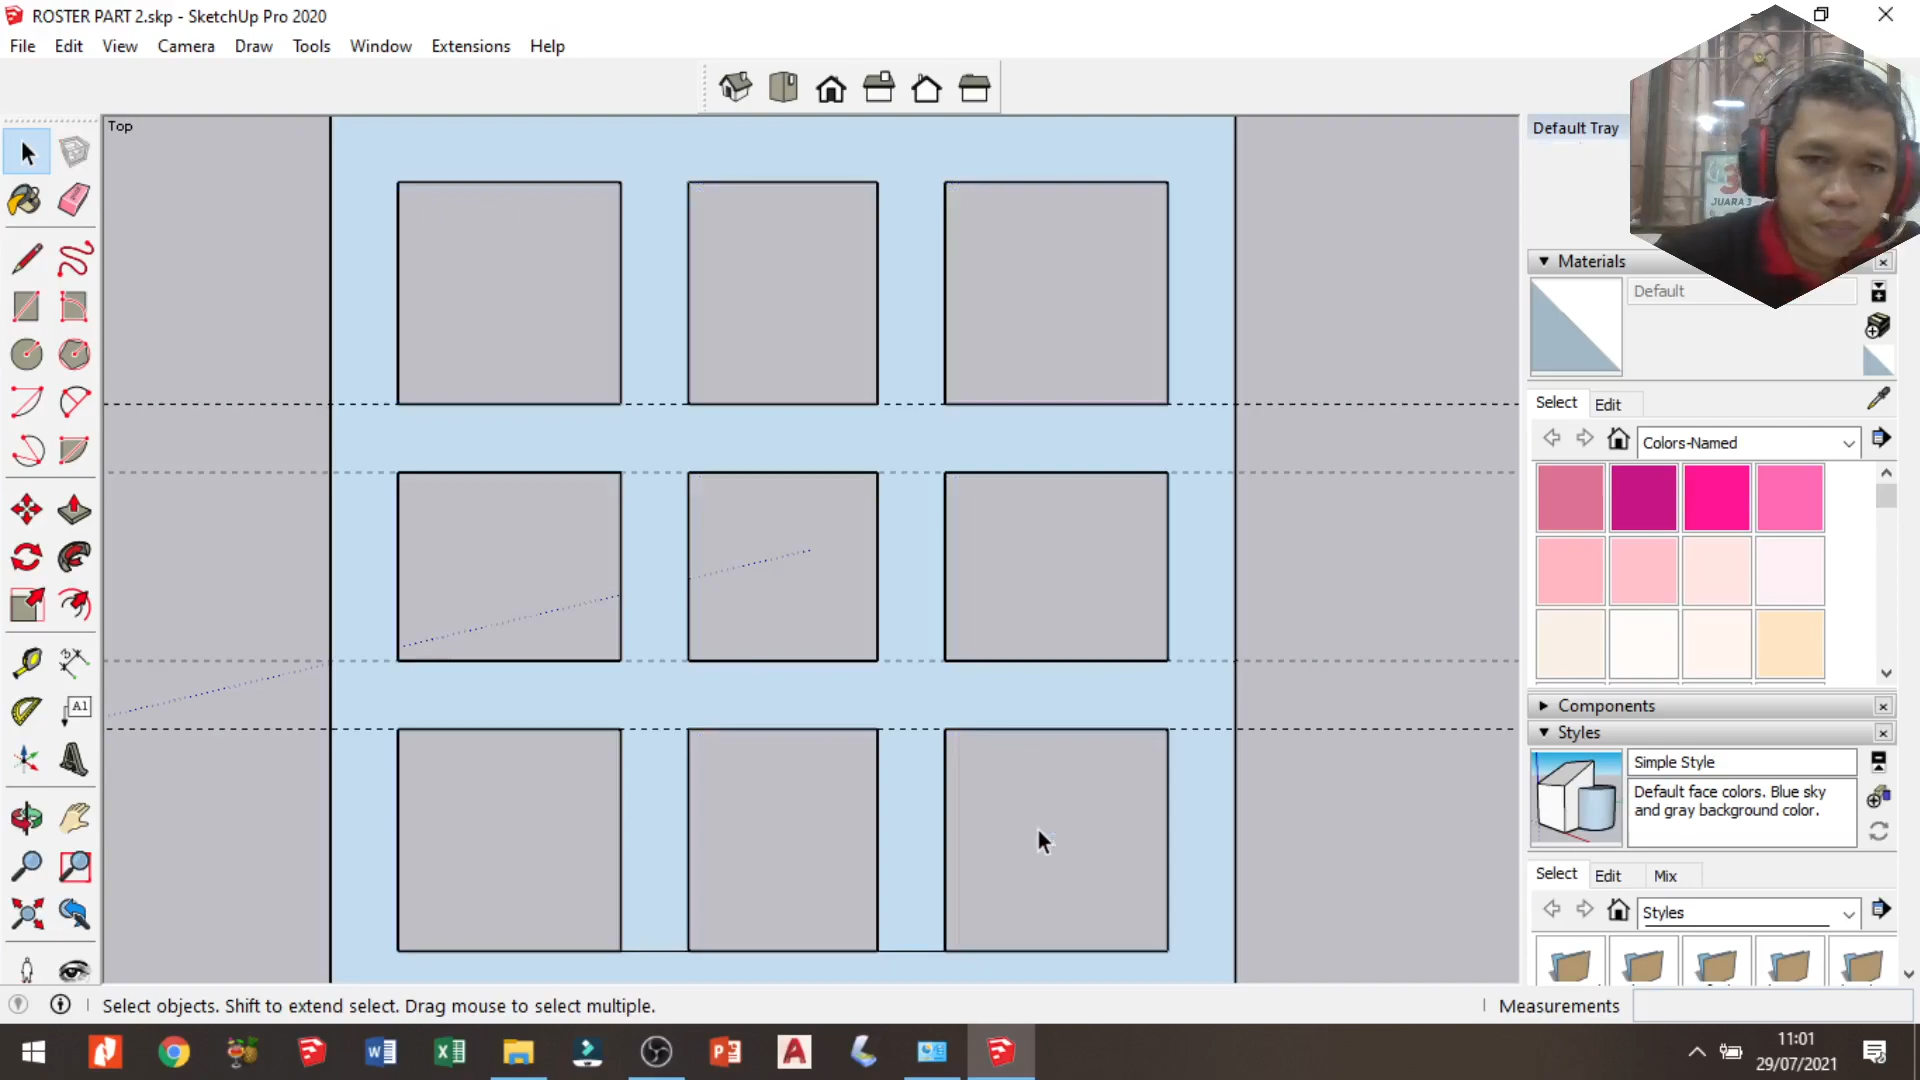 ROSTER PART 2.skp - SketchUp Pro 2020
File Edit View Camera Draw Tools Window Extensions Help
Top
Default Tray
JUARA 3
Materials
Default
Select Edit
Colors-Named
A1
Components
Styles
Simple Style
Default face colors. Blue sky
and gray background color.
Select Edit Mix
Styles
Select objects. Shift to extend select. Drag mouse to select multiple.
Measurements
11:01
29/07/2021